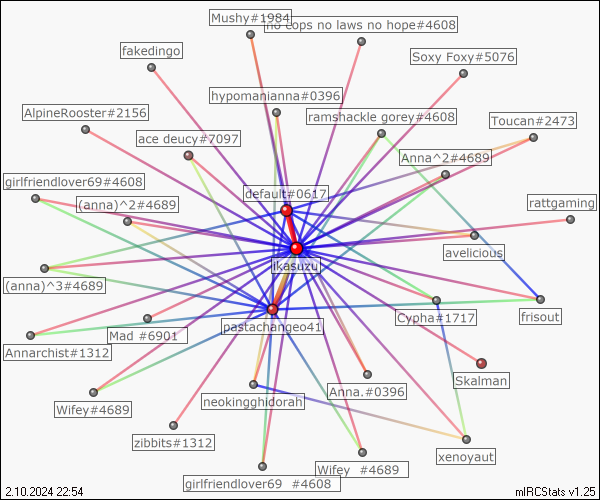 Mushy#1984
no cops no laws no hope#4608
fakedingo
Soxy Foxy#5076
hypomanianna#0396
AlpineRooster#2156
ramshackle gorey#4608
Toucan#2473
ace deucy#7097
Anna^2#4689
girlfriendlover69#4608
default#0617
(anna)^2#4689
rattgaming
avelicious
ikasuzu
(anna)^3#4689
Cypha#1717
frisout
pastachangeo41
Mad #6901
Annarchist#1312
Skalman
Anna.#0396
neokingghidorah
Wifey#4689
zibbits#1312
xenoyaut
Wifey #4689
girlfriendlover69 #4608
2.10.2024 22:54
mIRCStats v1.25